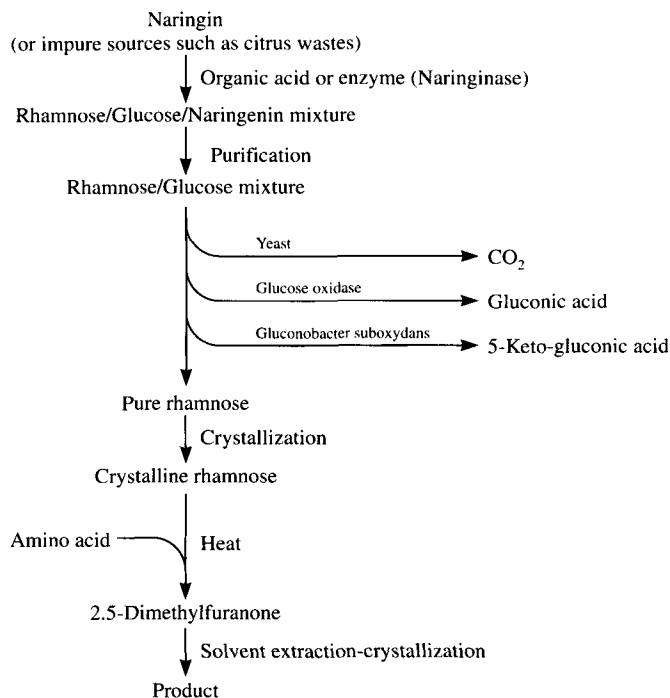 Naringin
(or impure sources such as citrus wastes)
Organic acid or enzyme (Naringinase)
Rhamnose/Glucose/Naringenin mixture
Purification
Rhamnose/Glucose mixture
Yeast
CO₂
Glucose oxidase
Gluconic acid
Gluconobacter suboxydans
5-Keto-gluconic acid
Pure rhamnose
Crystallization
Crystalline rhamnose
Amino acid
Heat
2.5-Dimethylfuranone
Solvent extraction-crystallization
Product